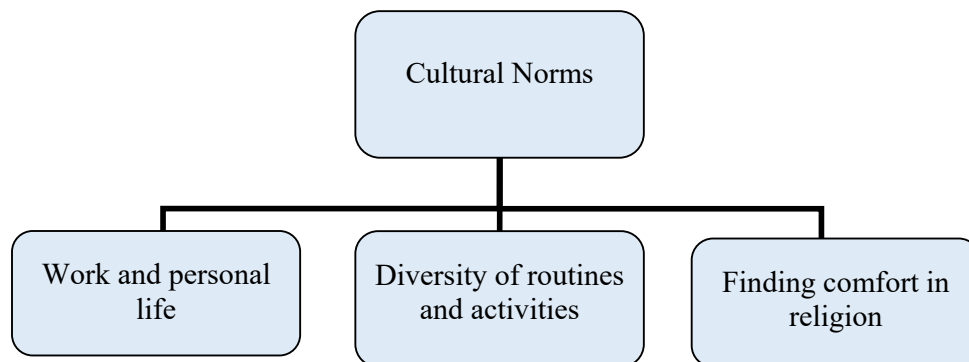 Cultural Norms
Work and personal
life
Diversity of routines
and activities
Finding comfort in
religion